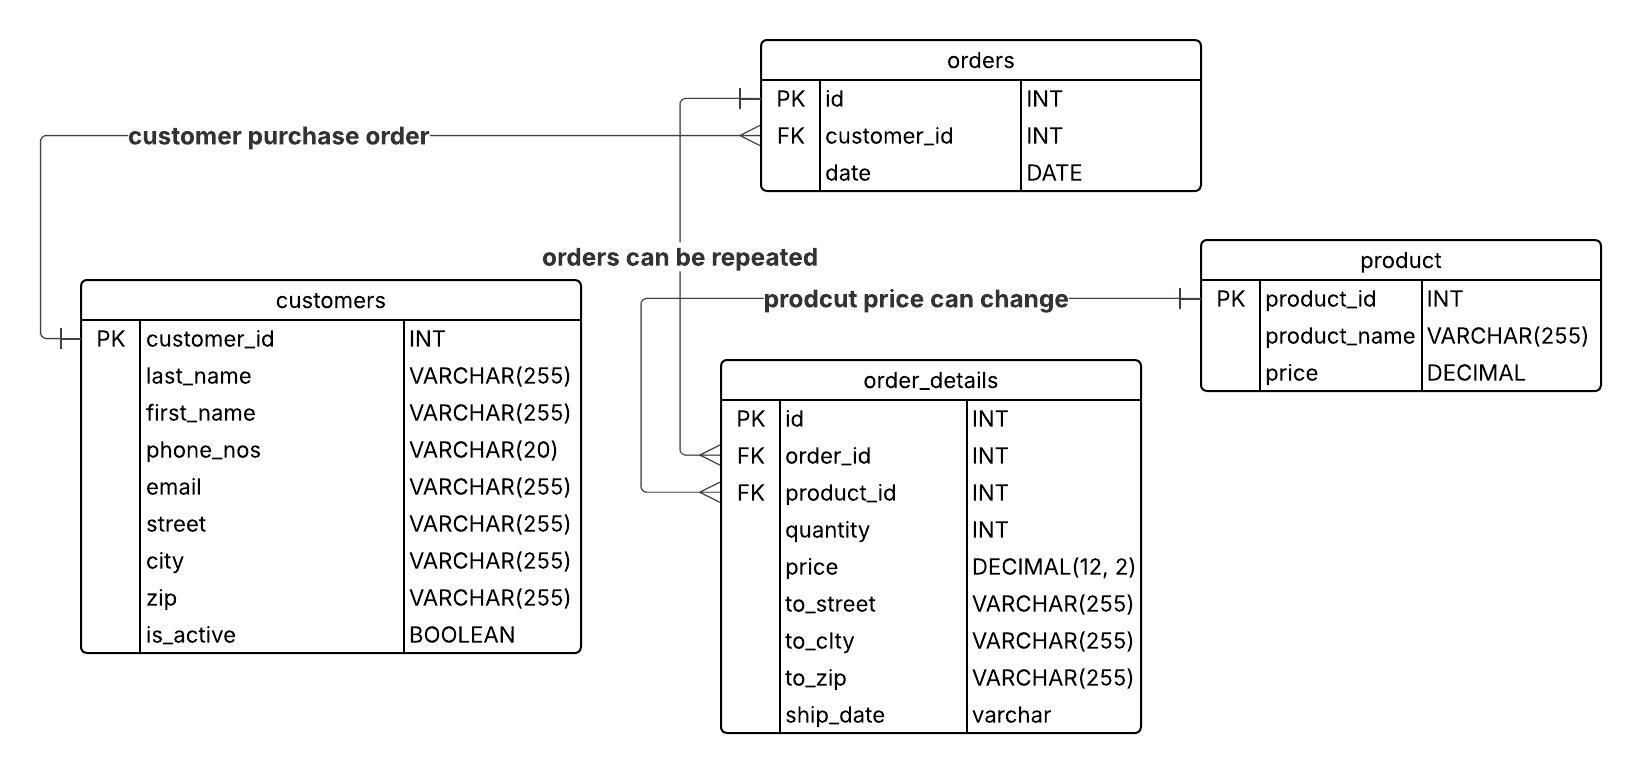 orders
PK id INT
FK customer_id INT
date DATE
customer purchase order
orders can be repeated
prodcut price can change
product
PK product_id INT
product_name VARCHAR(255)
price DECIMAL
customers
PK customer_id INT
last_name VARCHAR(255)
first_name VARCHAR(255)
phone_nos VARCHAR(20)
email VARCHAR(255)
street VARCHAR(255)
city VARCHAR(255)
zip VARCHAR(255)
is_active BOOLEAN
order_details
PK id INT
FK order_id INT
FK product_id INT
quantity INT
price DECIMAL(12, 2)
to_street VARCHAR(255)
to_clty VARCHAR(255)
to_zip VARCHAR(255)
ship_date varchar